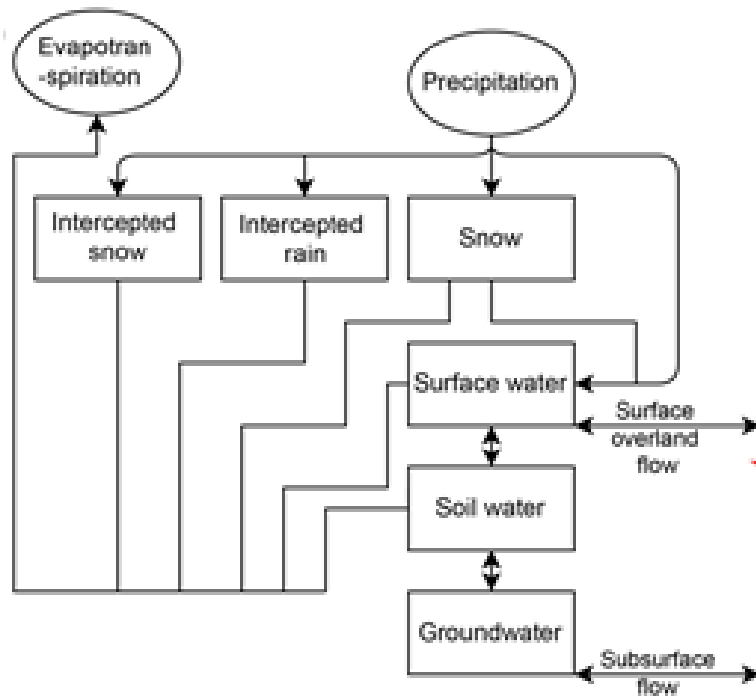 Evapotran
-spiration
Precipitation
Intercepted
snow
Intercepted
rain
Snow
Surface water
Surface
overland
flow
Soil water
Groundwater
Subsurface
flow